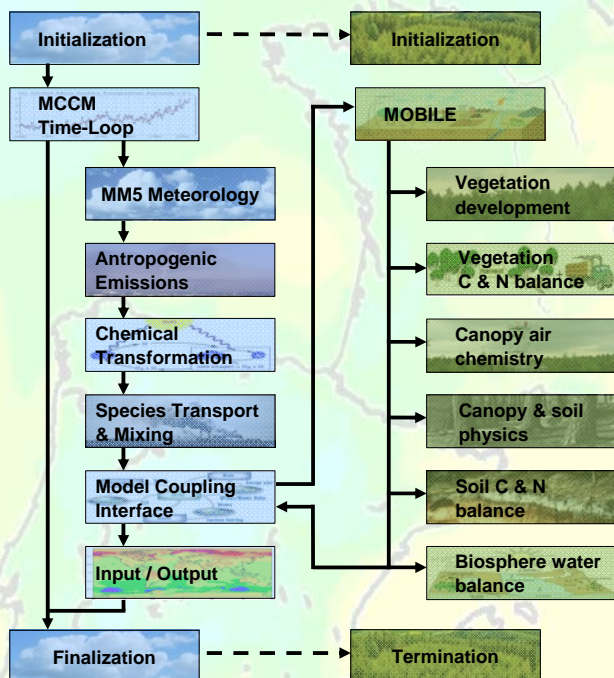 Initialization
Initialization
MCCM
Time-Loop
MOBILE
MM5 Meteorology
Vegetation
development
Antropogenic
Emissions
Vegetation
C & N balance
Chemical
Transformation
Canopy air
chemistry
Species Transport
& Mixing
Canopy & soil
physics
Model Coupling
Interface
Soil C & N
balance
Input / Output
Biosphere water
balance
Finalization
Termination